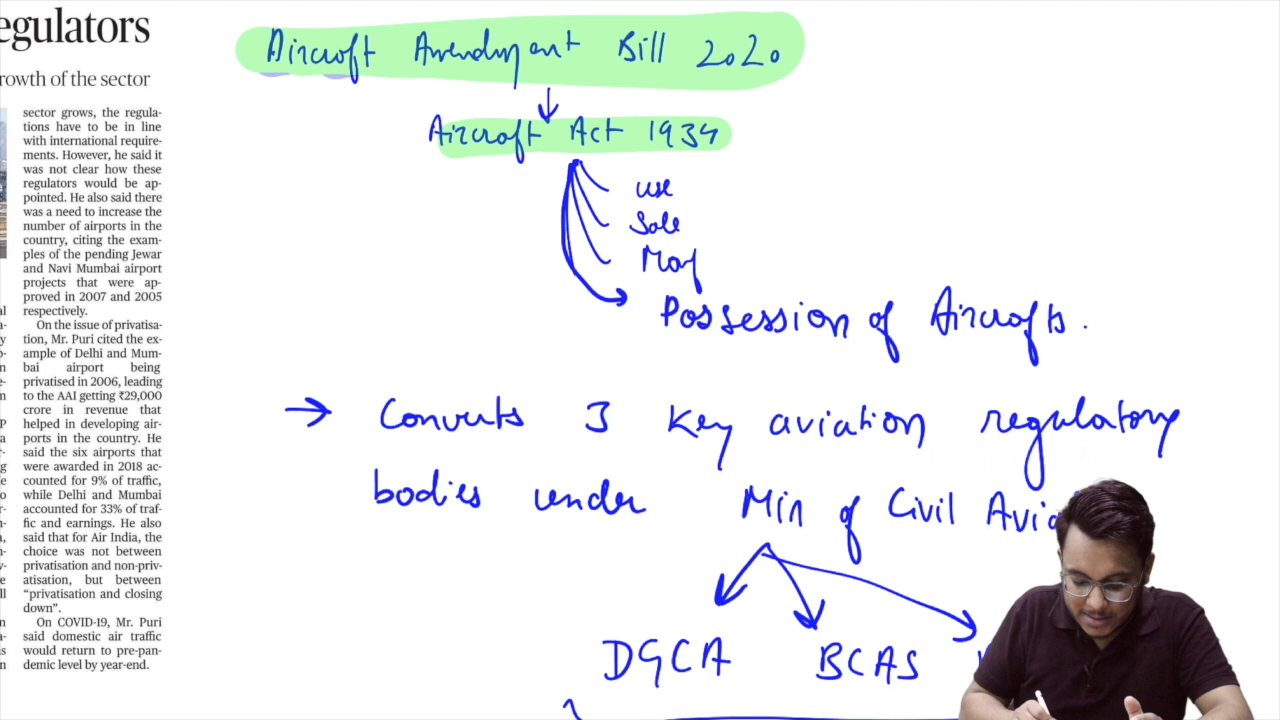 egulators
rowth of the sector
sector grows, the regula-
tions have to be in line
with international require-
ments. However, he said it
was not clear how these
regulators would be ap-
pointed. He also said there
was a need to increase the
number of airports in the
country, citing the exam-
ples of the pending Jewar
and Navi Mumbai airport
projects that were ap-
proved in 2007 and 2005
respectively.
On the issue of privatisa-
tion, Mr. Puri cited the ex-
ample of Delhi and Mum-
bai airport being
privatised in 2006, leading
to the AAI getting ₹29,000
crore in revenue that
helped in developing air-
ports in the country. He
said the six airports that
were awarded in 2018 ac-
counted for 9% of traffic,
while Delhi and Mumbai
accounted for 33% of traf-
fic and earnings. He also
said that for Air India, the
choice was not between
privatisation and non-priv-
atisation, but between
“privatisation and closing
down”.
On COVID-19, Mr. Puri
said domestic air traffic
would return to pre-pan-
demic level by year-end.
Aircraft Amendment Bill 2020
Aircraft Act 1934
use
Sale
Manf
Possession of Aircrafts.
→ Converts 3 key aviation regulatory
bodies under Min of Civil Avia
DGCA BCAS